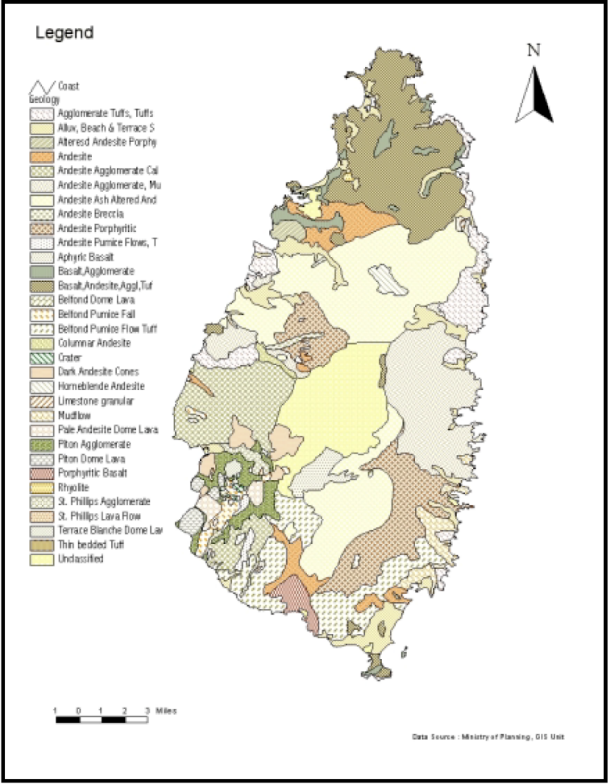 Legend
N
Coast
Geology
Agglomerate Tuffs, Tuffs
Allux, Beach & Terrace S
Alteresd Andesite Porphy
Andesite
Andesite Agglomerate Cal
Andesite Agglomerate, Mu
Andesite Ash Altered And
Andesite Breccia
Andesite Porphyritic
Andesite Pumice Flows, T
Aphyric Basalt
Basalt,Agglomerate
Basalt,Andesite,Aggl,Tuf
Belfond Dome Lava
Belfond Pumice Fall
Belfond Pumice Flow Tuff
Columnar Andesite
Crater
Dark Andesite Cones
Horneblende Andesite
Limestone granular
Mudflow
Pale Andesite Dome Lava
Piton Agglomerate
Piton Dome Lava
Porphyritic Basalt
Rhyolite
St. Phillips Agglomerate
St. Phillips Lava Flow
Terrace Blanche Dome Lav
Thin bedded Tuff
Unclassified
1 0 1 2 3 Miles
Data Source : Ministry of Planning, GIS Unit